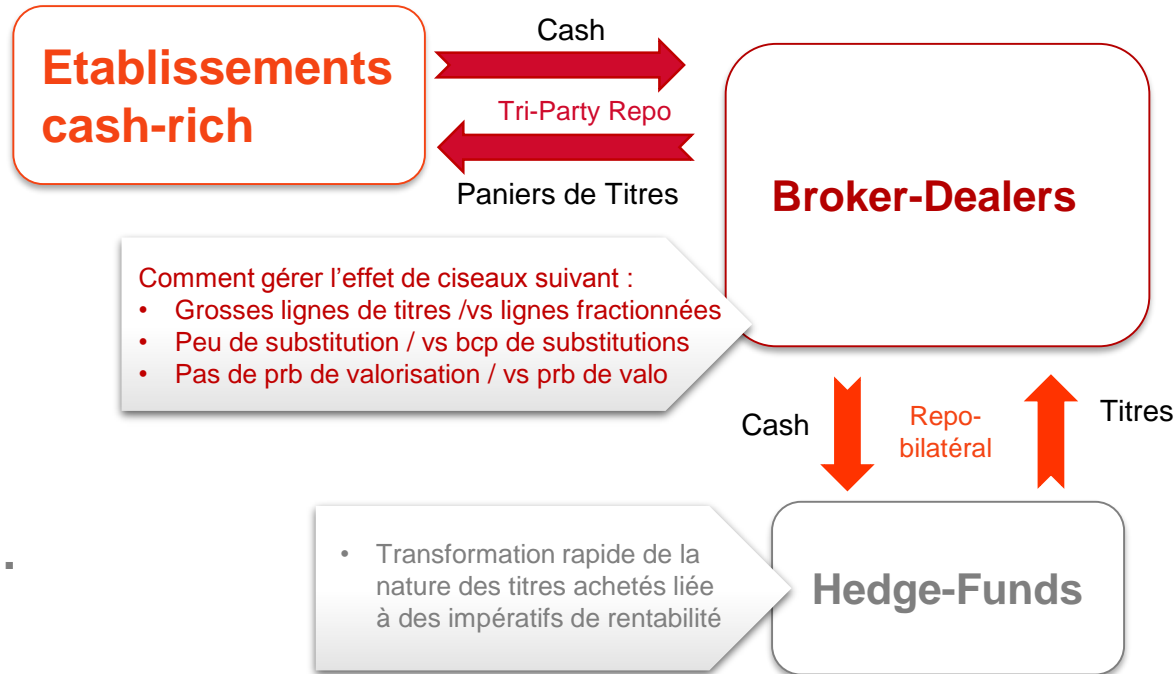 Cash
Etablissements
cash-rich
Tri-Party Repo
Paniers de Titres
Broker-Dealers
Comment gérer l’effet de ciseaux suivant :
• Grosses lignes de titres /vs lignes fractionnées
• Peu de substitution / vs bcp de substitutions
• Pas de prb de valorisation / vs prb de valo
Cash
Repo-
bilatéral
Titres
• Transformation rapide de la
nature des titres achetés liée
à des impératifs de rentabilité
Hedge-Funds